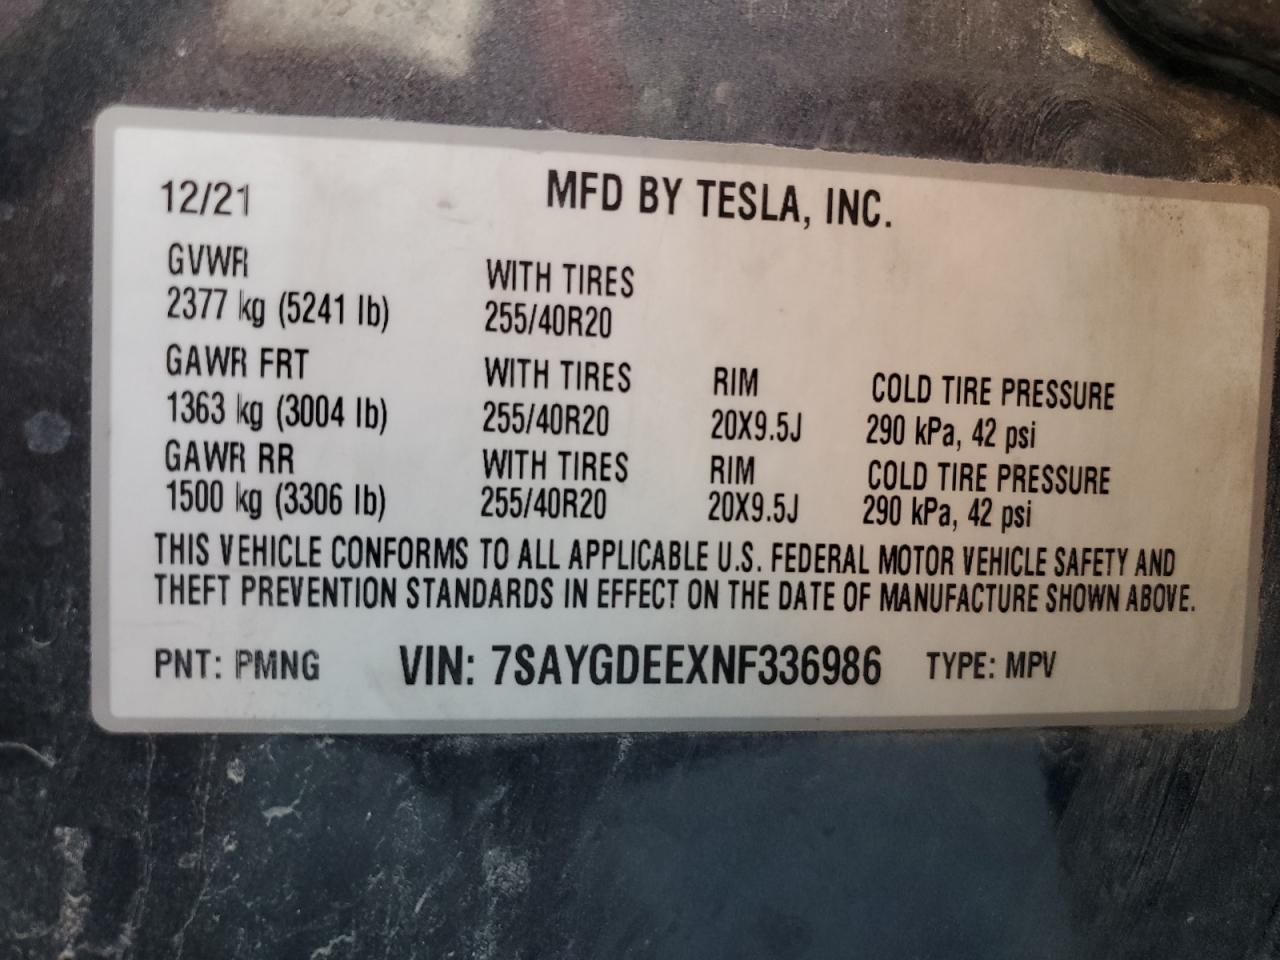 12/21 MFD BY TESLA, INC.
GVWR WITH TIRES
2377 kg (5241 lb) 255/40R20
GAWR FRT WITH TIRES RIM COLD TIRE PRESSURE
1363 kg (3004 lb) 255/40R20 20X9.5J 290 kPa, 42 psi
GAWR RR WITH TIRES RIM COLD TIRE PRESSURE
1500 kg (3306 lb) 255/40R20 20X9.5J 290 kPa, 42 psi
THIS VEHICLE CONFORMS TO ALL APPLICABLE U.S. FEDERAL MOTOR VEHICLE SAFETY AND
THEFT PREVENTION STANDARDS IN EFFECT ON THE DATE OF MANUFACTURE SHOWN ABOVE.
PNT: PMNG VIN: 7SAYGDEEXNF336986 TYPE: MPV